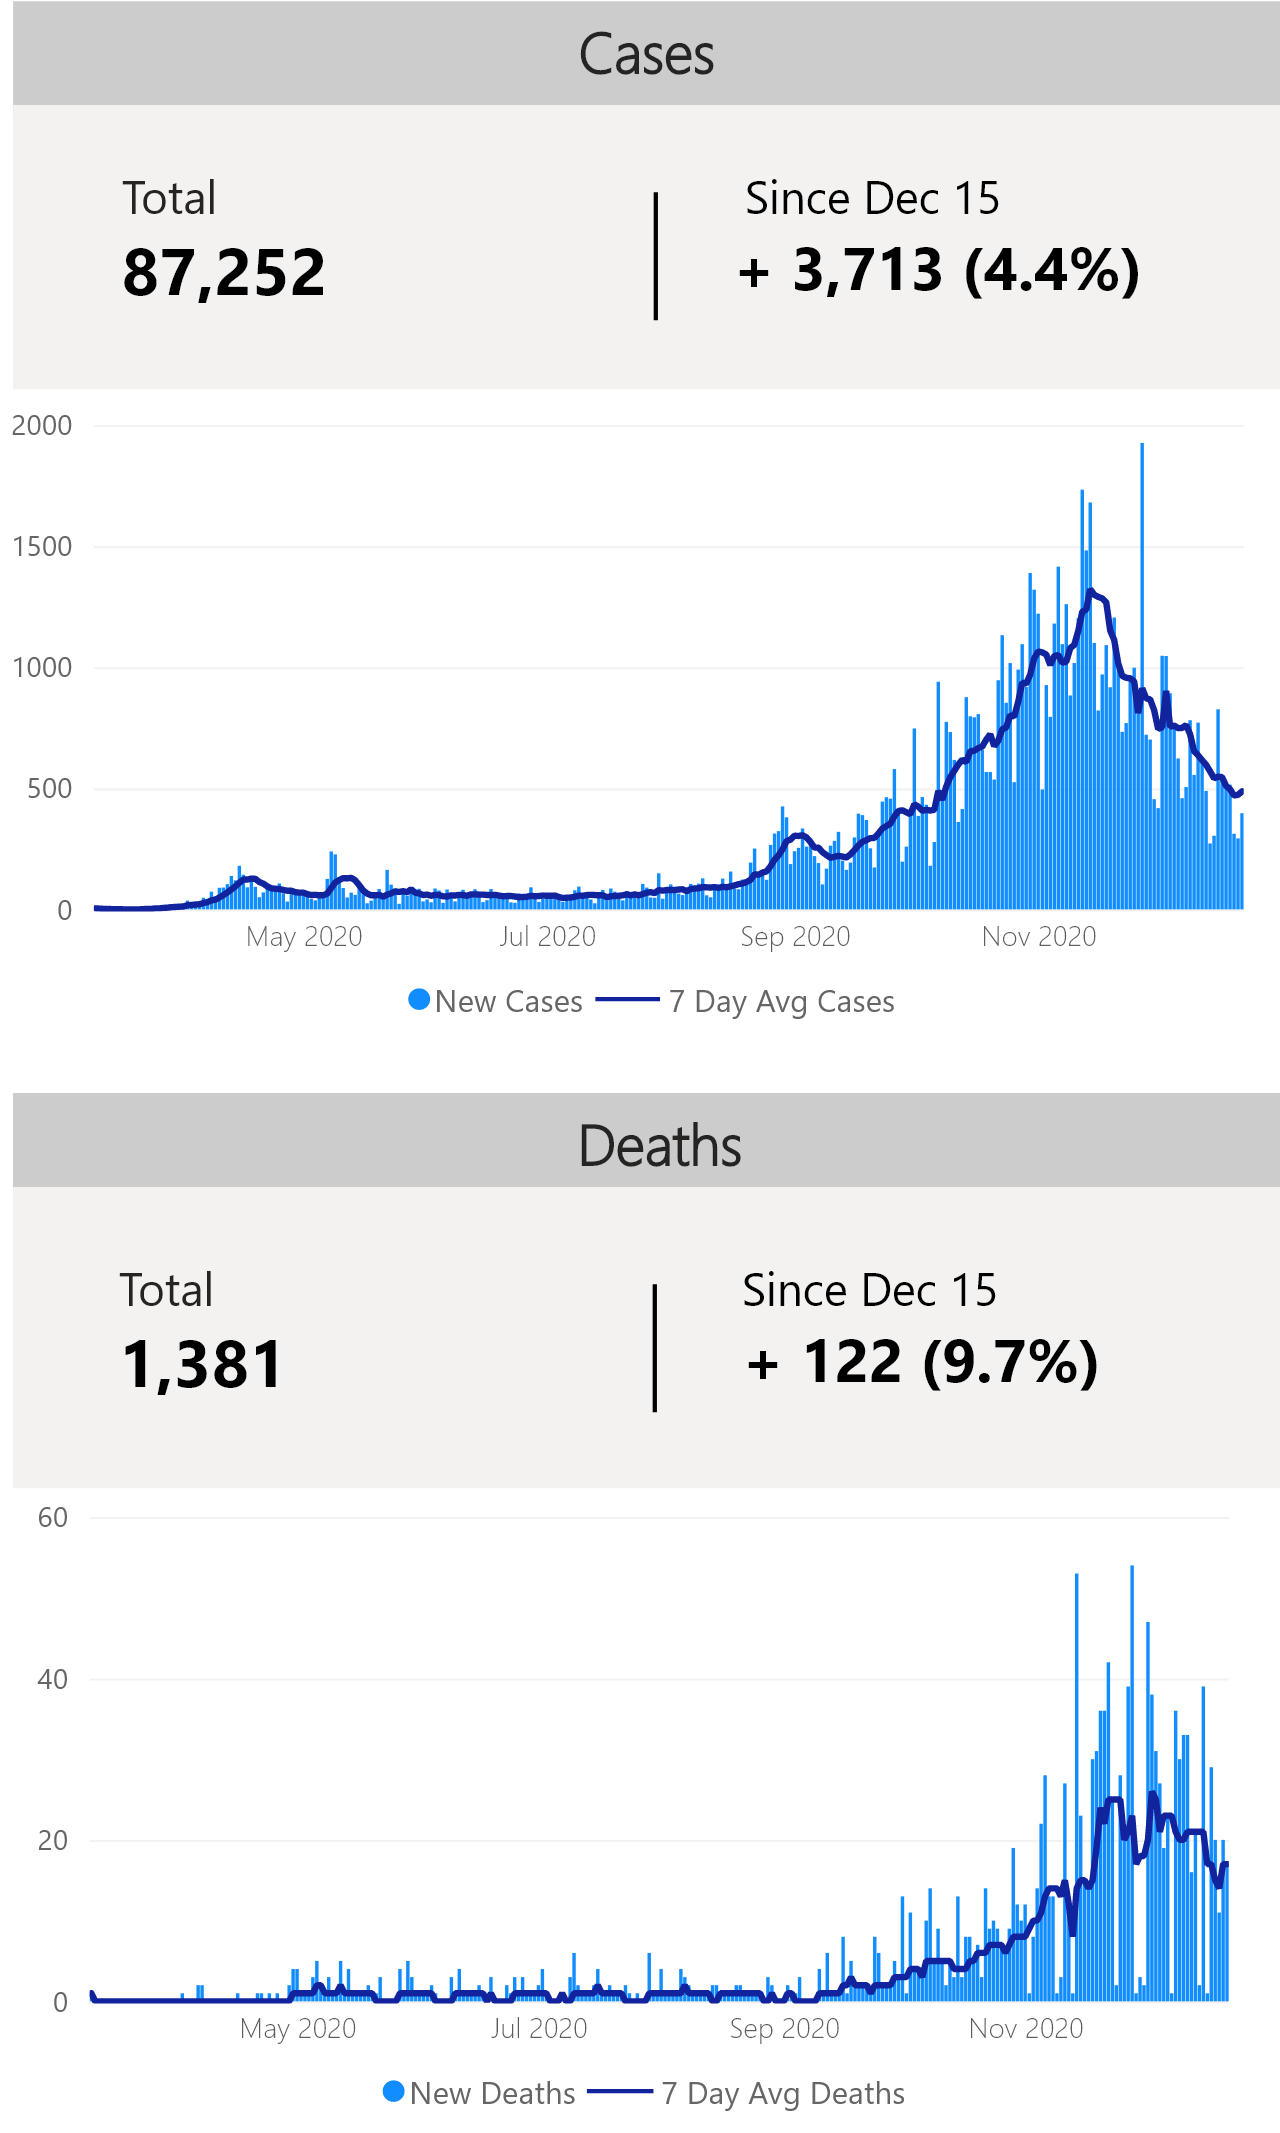 Cases
Total
Since Dec 15
87,252
+ 3,713 (4.4%)
2000
1500
1000
500
0
May 2020
Jul 2020
Sep 2020
Nov 2020
New Cases
7 Day Avg Cases
Deaths
Total
Since Dec 15
1,381
+ 122 (9.7%)
60
40
20
0
May 2020
Jul 2020
Sep 2020
Nov 2020
New Deaths
7 Day Avg Deaths